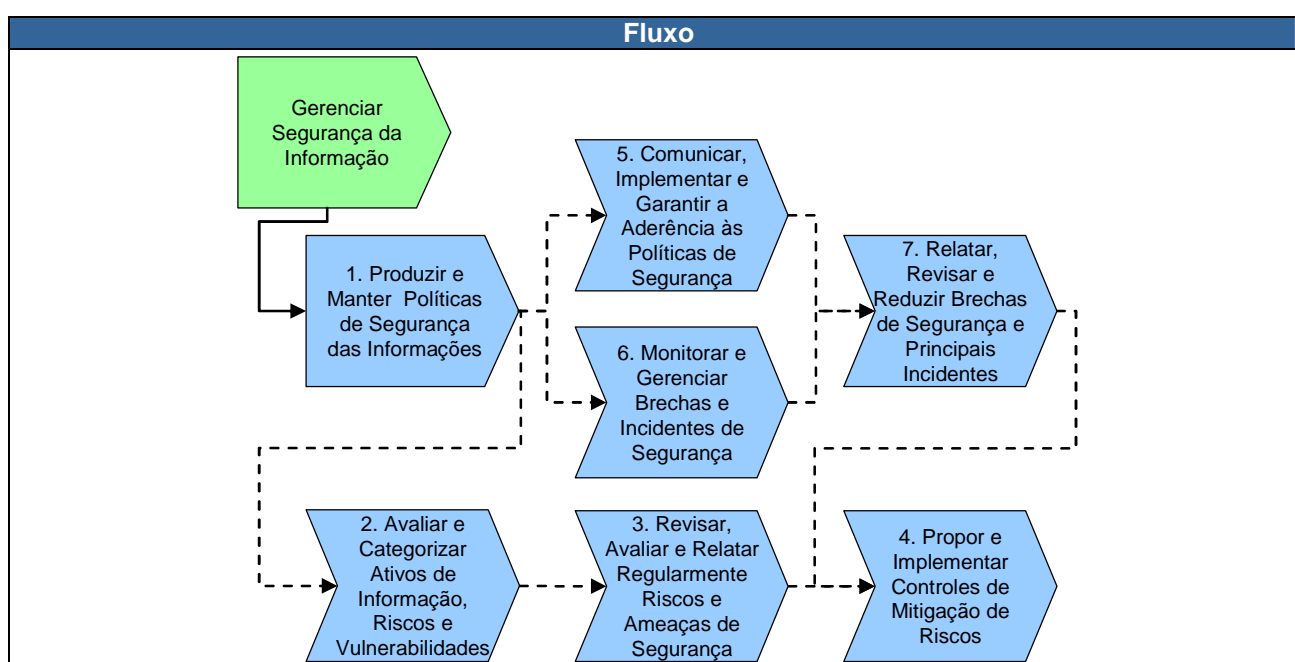 Fluxo
Gerenciar
Segurança da
Informação
1. Produzir e
Manter Políticas
de Segurança
das Informações
5. Comunicar,
Implementar e
Garantir a
Aderência às
Políticas de
Segurança
6. Monitorar e
Gerenciar
Brechas e
Incidentes de
Segurança
7. Relatar,
Revisar e
Reduzir Brechas
de Segurança e
Principais
Incidentes
2. Avaliar e
Categorizar
Ativos de
Informação,
Riscos e
Vulnerabilidades
3. Revisar,
Avaliar e Relatar
Regularmente
Riscos e
Ameaças de
Segurança
4. Propor e
Implementar
Controles de
Mitigação de
Riscos